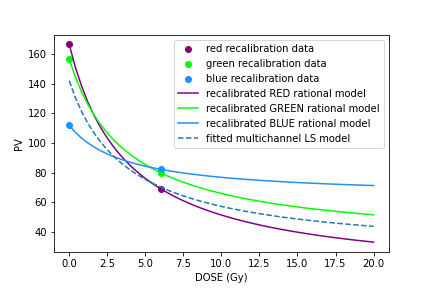 red recalibration data
green recalibration data
blue recalibration data
recalibrated RED rational model
recalibrated GREEN rational model
recalibrated BLUE rational model
fitted multichannel LS model
PV
160
140
120
100
80
60
40
0.0 2.5 5.0 7.5 10.0 12.5 15.0 17.5 20.0
DOSE (Gy)